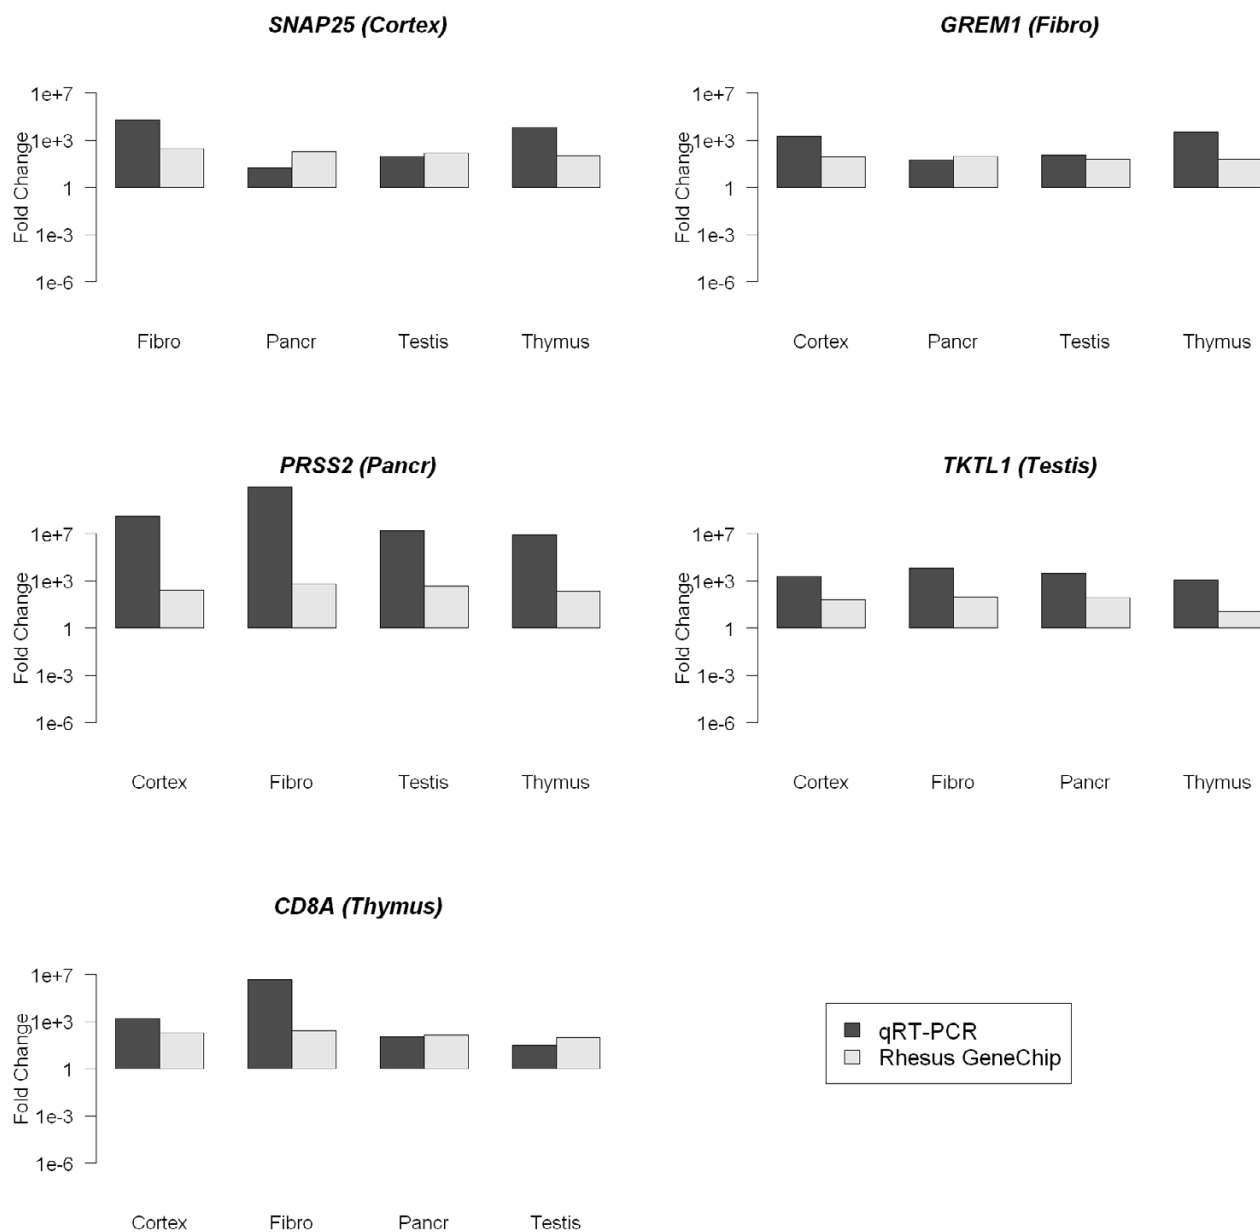 SNAP25 (Cortex)
Fold Change
1e+7
1e+3
1
1e-3
1e-6
Fibro Pancr Testis Thymus
GREM1 (Fibro)
Fold Change
1e+7
1e+3
1
1e-3
1e-6
Cortex Pancr Testis Thymus
PRSS2 (Pancr)
Fold Change
1e+7
1e+3
1
1e-3
1e-6
Cortex Fibro Testis Thymus
TKTL1 (Testis)
Fold Change
1e+7
1e+3
1
1e-3
1e-6
Cortex Fibro Pancr Thymus
CD8A (Thymus)
Fold Change
1e+7
1e+3
1
1e-3
1e-6
Cortex Fibro Pancr Testis
qRT-PCR
Rhesus GeneChip